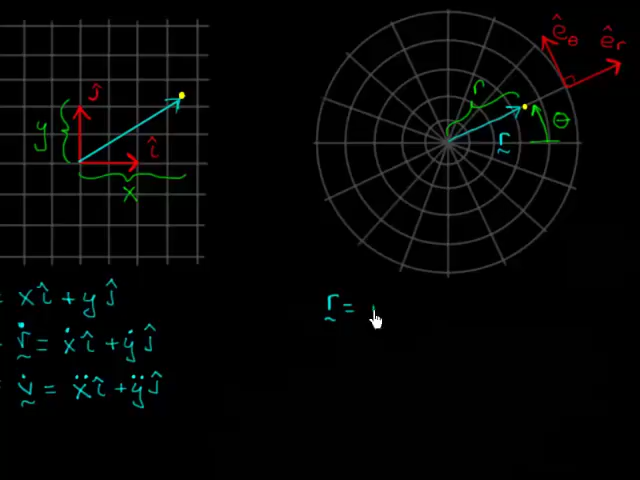 ĵ
y
î
x
r
r
θ
ê_θ
ê_r
= xî + yĵ
ṙ = ẋî + ẏĵ
= v̇ = ẍî + ÿĵ
r =